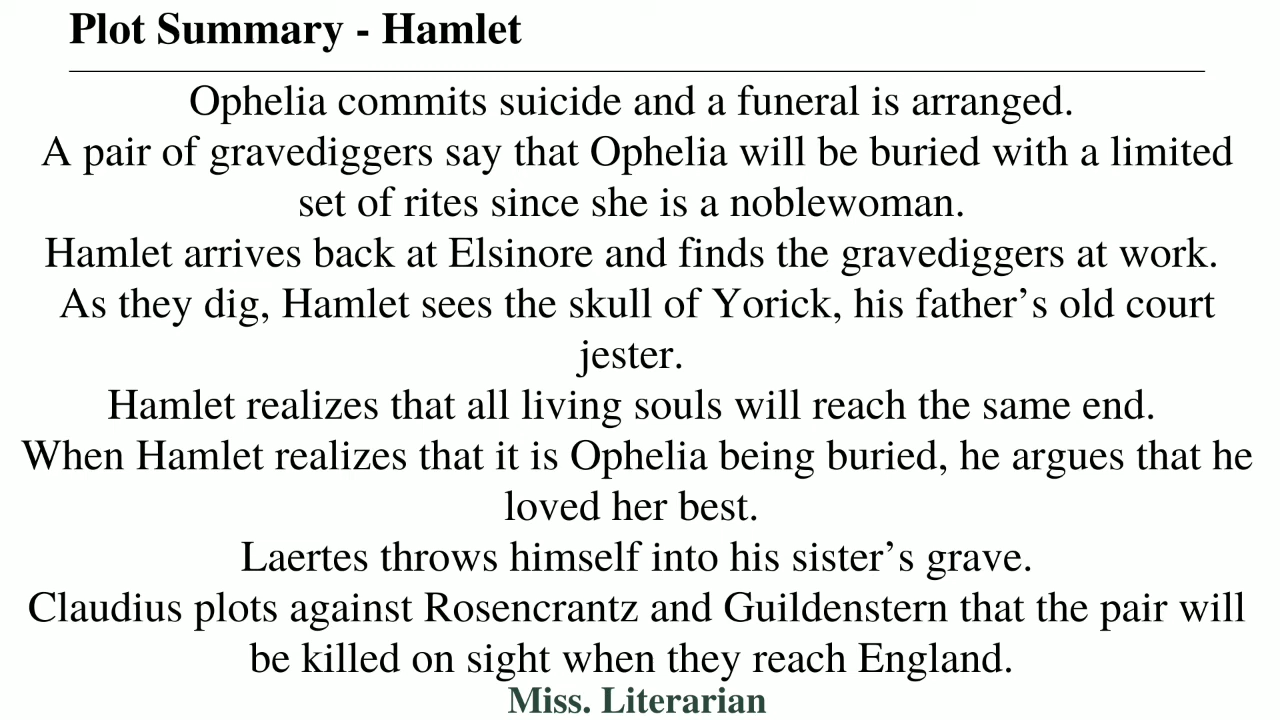 Plot Summary - Hamlet
Ophelia commits suicide and a funeral is arranged.
A pair of gravediggers say that Ophelia will be buried with a limited
set of rites since she is a noblewoman.
Hamlet arrives back at Elsinore and finds the gravediggers at work.
As they dig, Hamlet sees the skull of Yorick, his father’s old court
jester.
Hamlet realizes that all living souls will reach the same end.
When Hamlet realizes that it is Ophelia being buried, he argues that he
loved her best.
Laertes throws himself into his sister’s grave.
Claudius plots against Rosencrantz and Guildenstern that the pair will
be killed on sight when they reach England.
Miss. Literarian